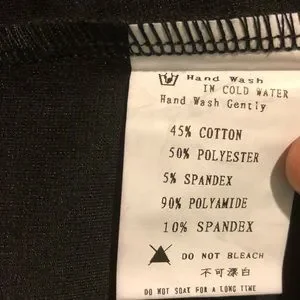 Hand Wash
IN COLD WATER
Hand Wash Gently
45% COTTON
50% POLYESTER
5% SPANDEX
90% POLYAMIDE
10% SPANDEX
DO NOT BLEACH
不可漂白
DO NOT SOAK FOR A LONG TIME